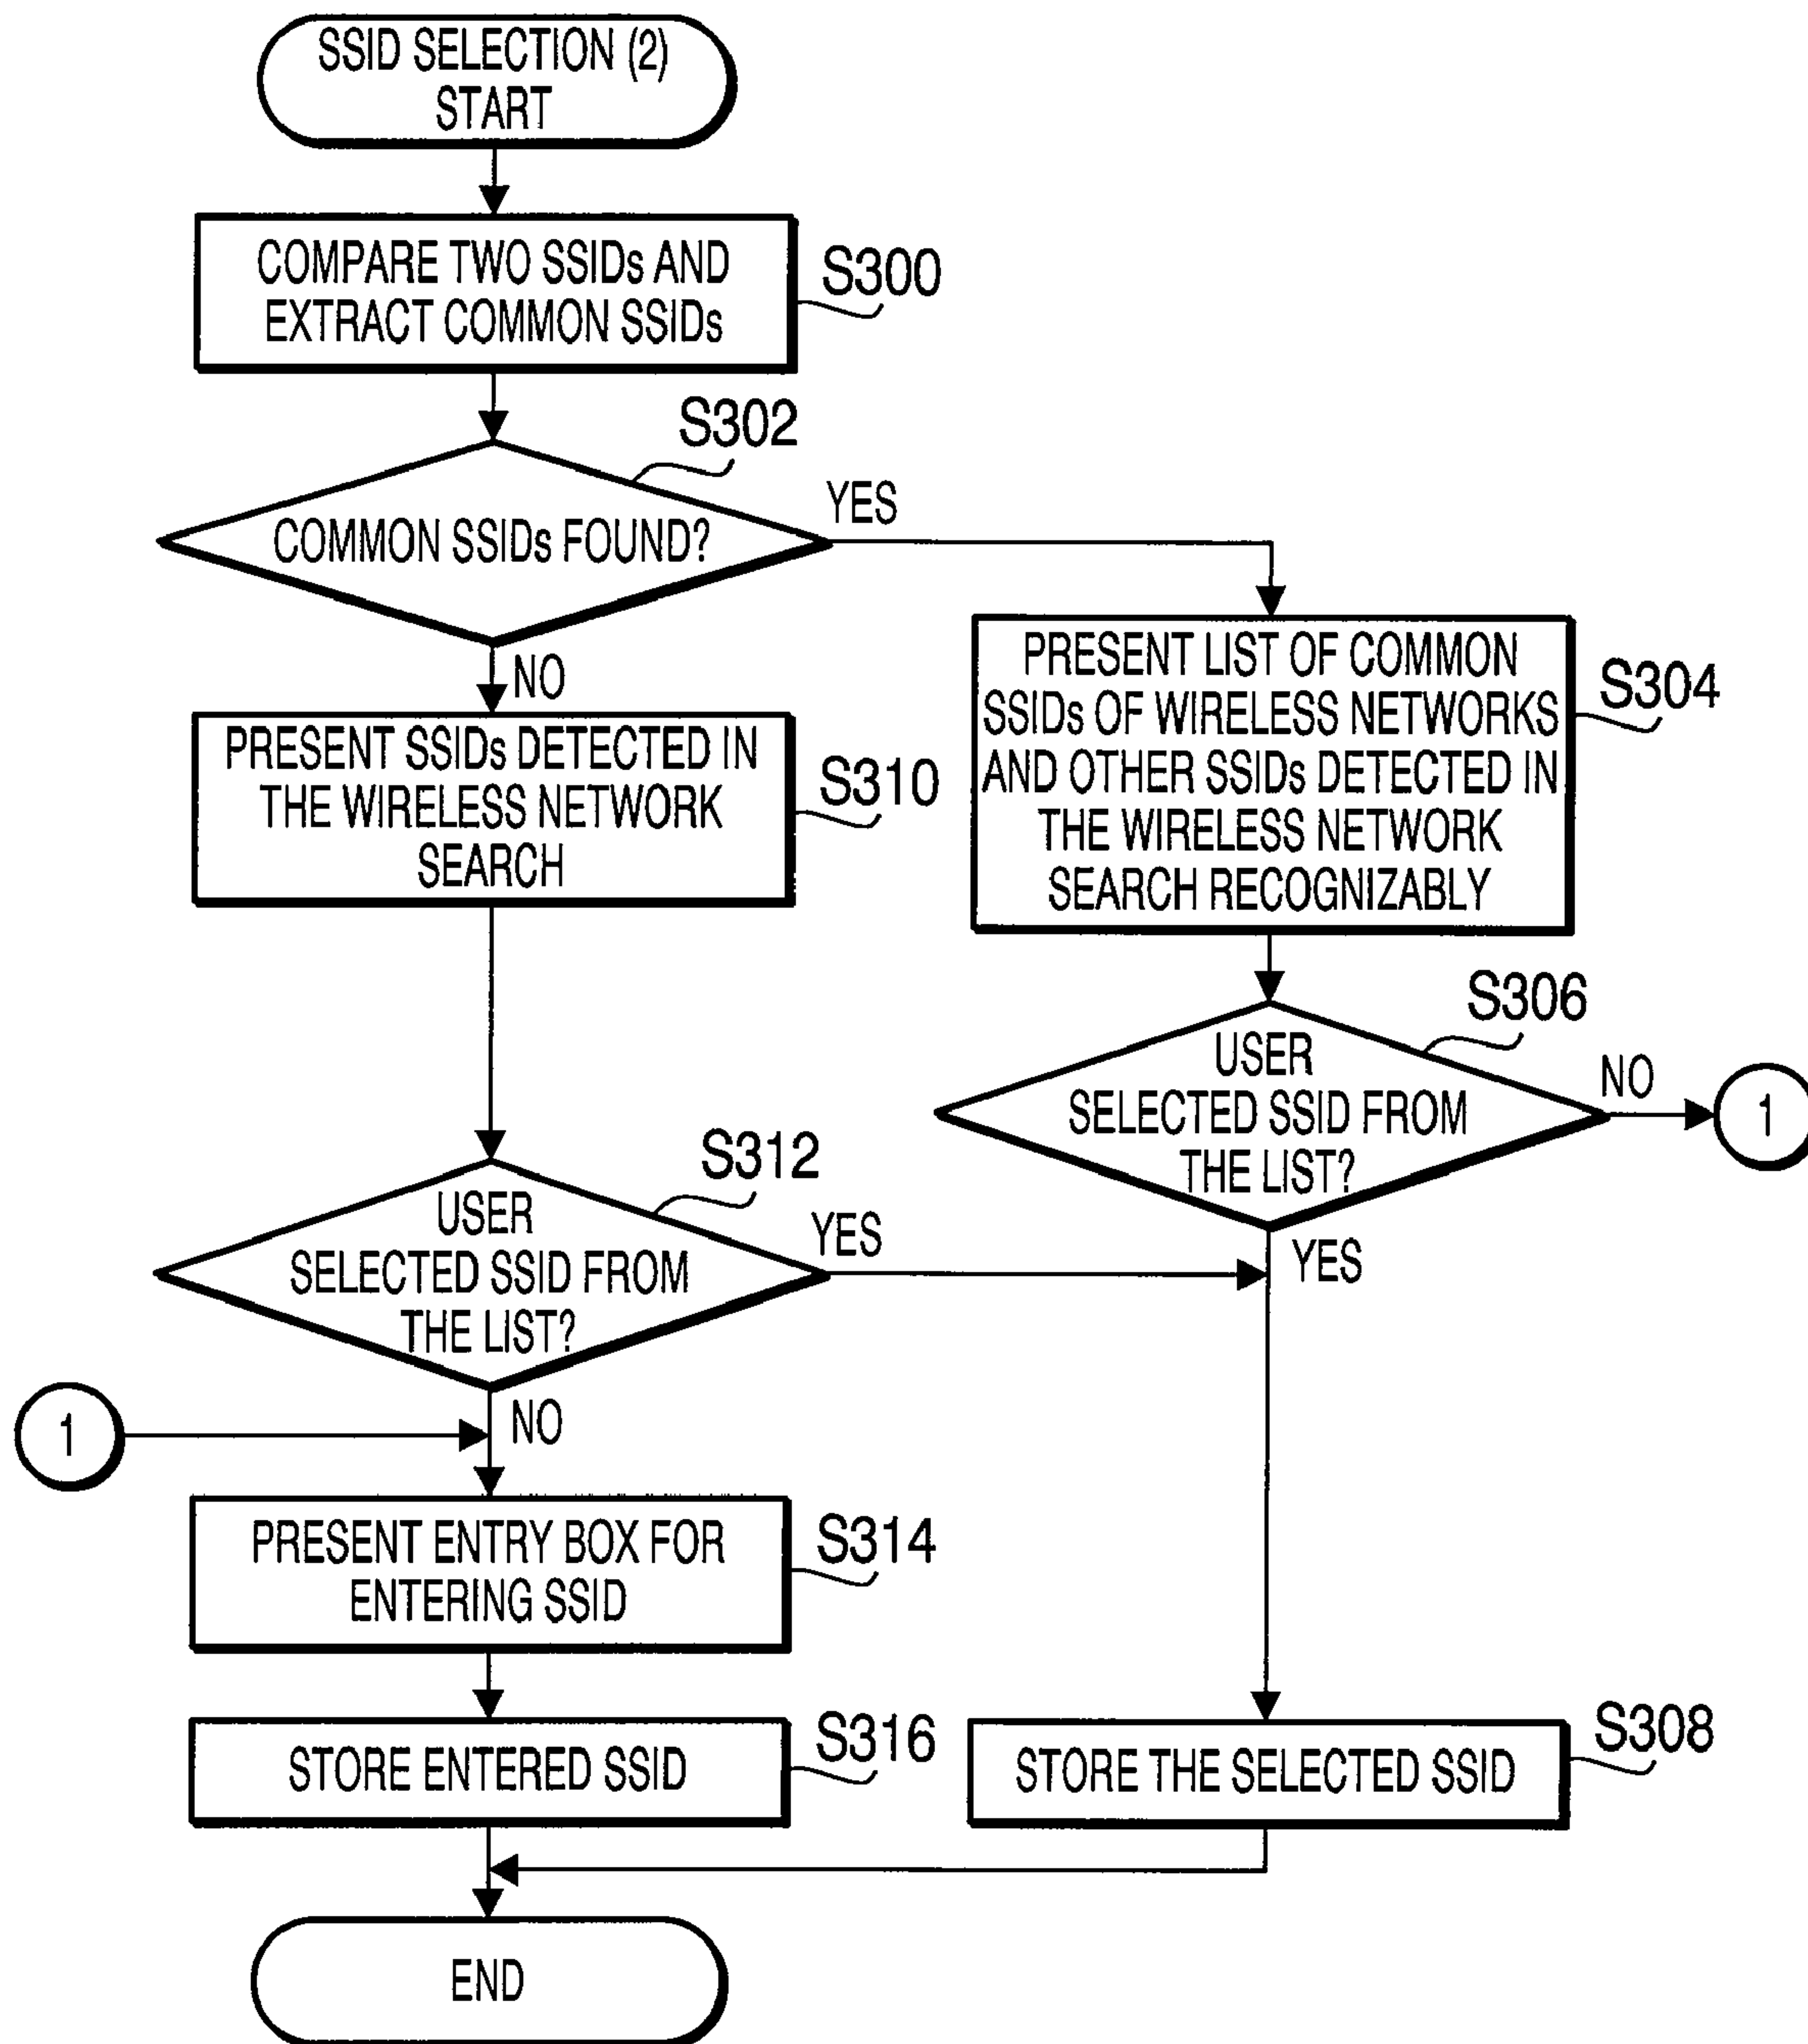 SSID SELECTION (2)
START
COMPARE TWO SSIDs AND
EXTRACT COMMON SSIDs
S300
S302
COMMON SSIDs FOUND?
YES
NO
PRESENT LIST OF COMMON
SSIDs OF WIRELESS NETWORKS
AND OTHER SSIDs DETECTED IN
THE WIRELESS NETWORK
SEARCH RECOGNIZABLY
S304
PRESENT SSIDs DETECTED IN
THE WIRELESS NETWORK
SEARCH
S310
S306
USER
SELECTED SSID FROM
THE LIST?
NO
1
YES
S312
USER
SELECTED SSID FROM
THE LIST?
YES
NO
1
PRESENT ENTRY BOX FOR
ENTERING SSID
S314
STORE ENTERED SSID
S316
STORE THE SELECTED SSID
S308
END